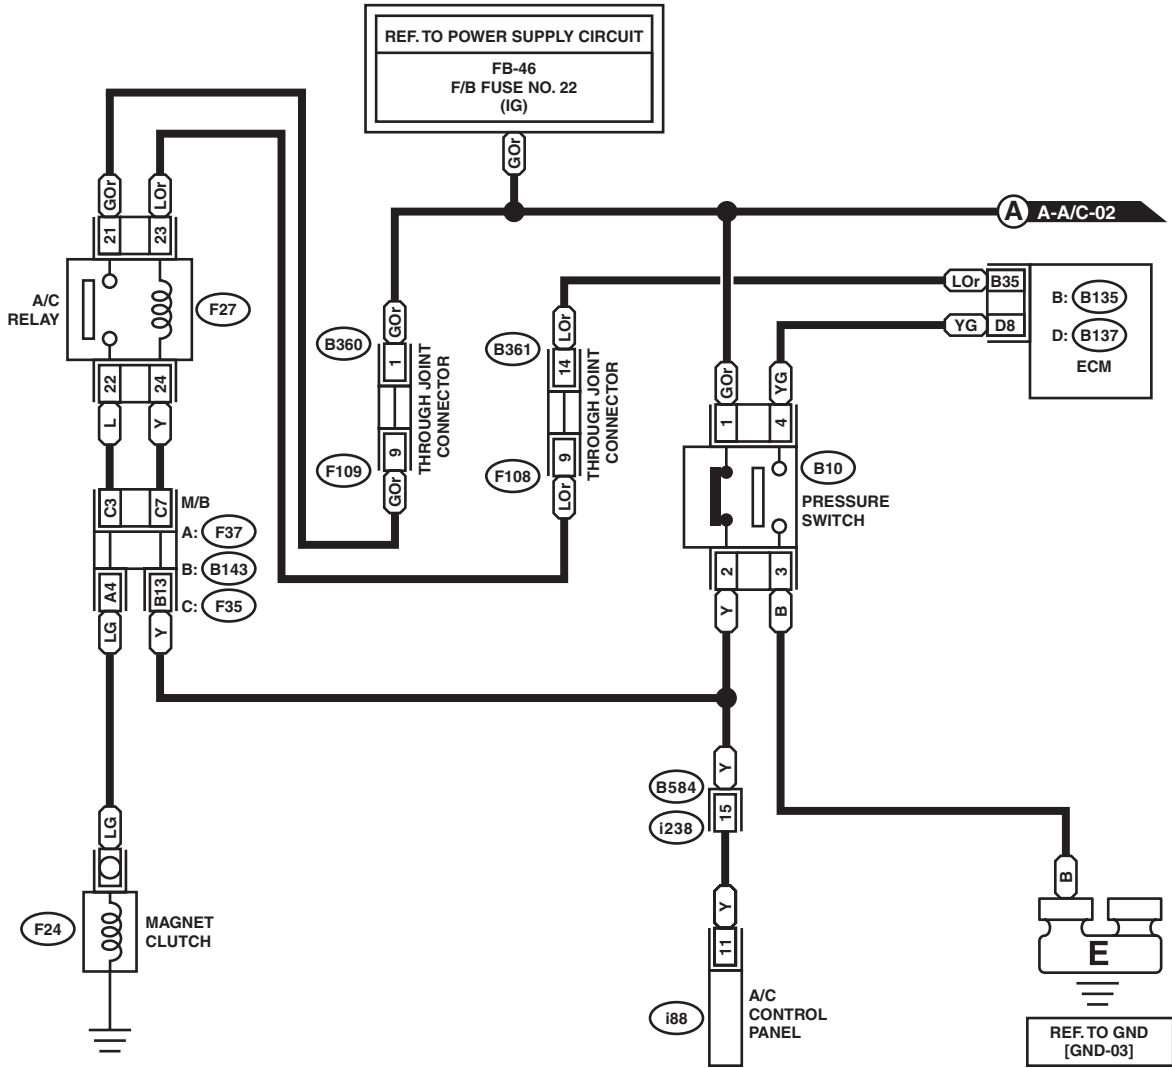 REF. TO POWER SUPPLY CIRCUIT
FB-46
F/B FUSE NO. 22
(IG)
GOr
A
A-A/C-02
GOr
LOr
21
23
A/C
RELAY
F27
22
24
L
Y
C3
C7
M/B
A: F37
B: B143
C: F35
A4
B13
LG
Y
LG
F24
MAGNET
CLUTCH
B360
GOr
1
THROUGH JOINT
CONNECTOR
F109
9
GOr
B361
LOr
14
THROUGH JOINT
CONNECTOR
F108
9
LOr
LOr
B35
YG
D8
B: B135
D: B137
ECM
GOr
YG
1
4
B10
PRESSURE
SWITCH
2
3
Y
B
Y
B584
15
i238
Y
11
i88
A/C
CONTROL
PANEL
B
E
REF. TO GND
[GND-03]